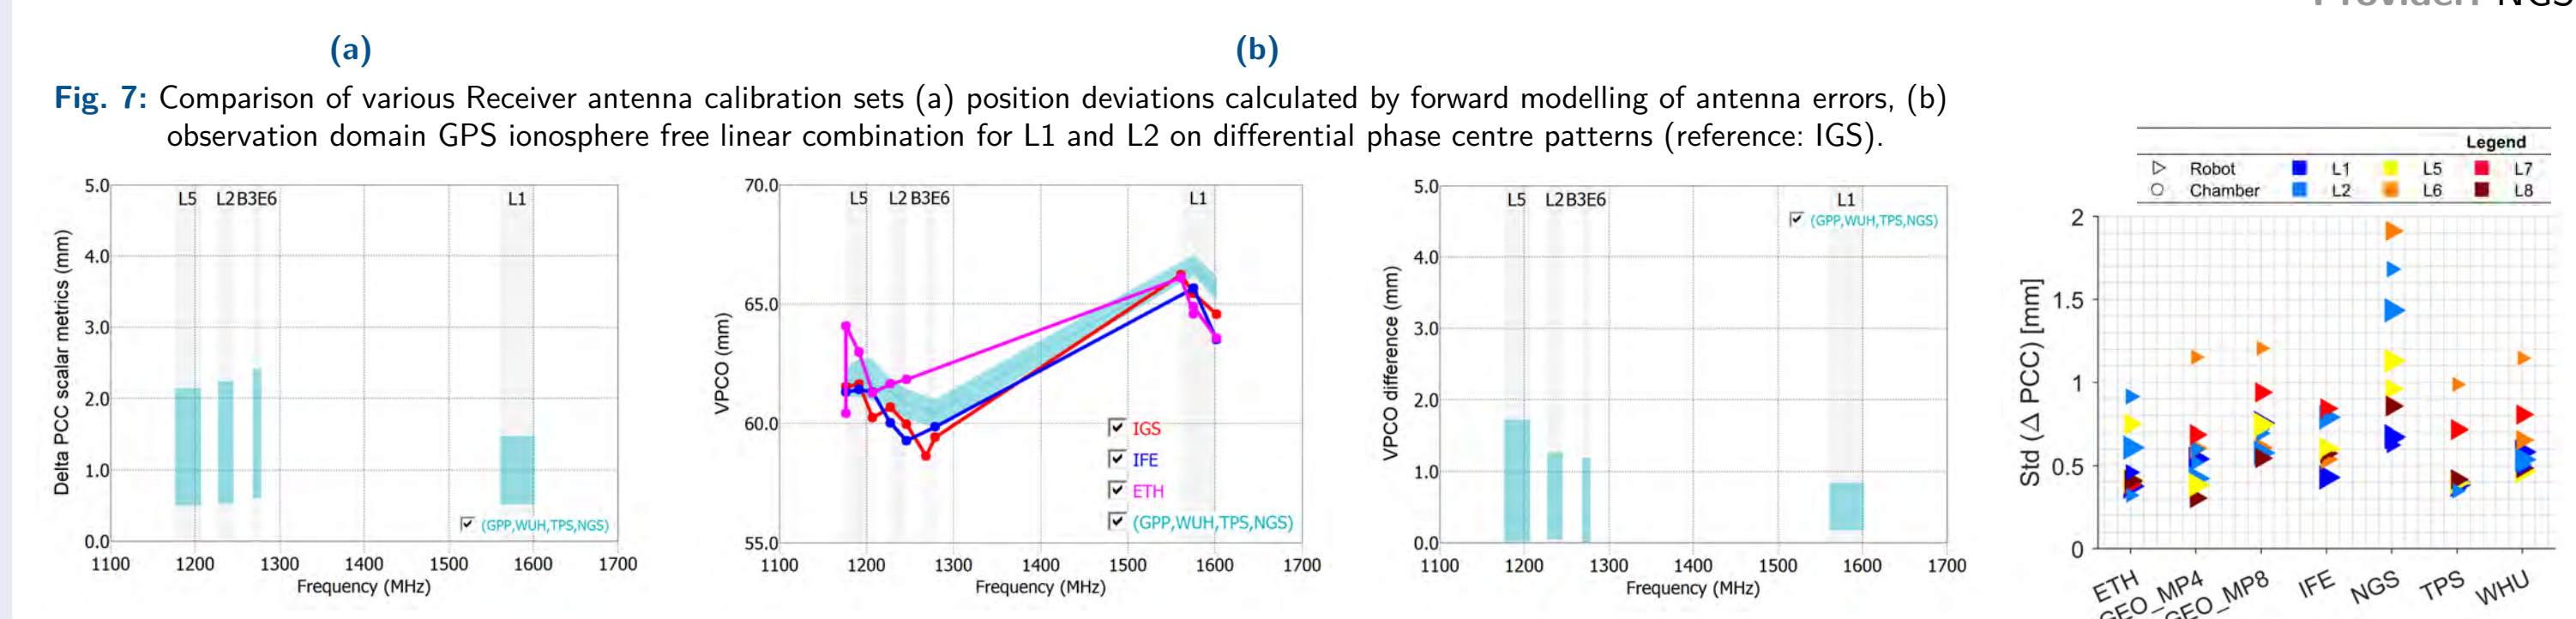 Provider: NGS
(a)
(b)
Fig. 7: Comparison of various Receiver antenna calibration sets (a) position deviations calculated by forward modelling of antenna errors, (b)
observation domain GPS ionosphere free linear combination for L1 and L2 on differential phase centre patterns (reference: IGS).
Delta PCC scalar metrics (mm)
5.0
4.0
3.0
2.0
1.0
0.0
L5 L2 B3E6 L1
(GPP,WUH,TPS,NGS)
1100 1200 1300 1400 1500 1600 1700
Frequency (MHz)
VPCO (mm)
70.0
65.0
60.0
55.0
L5 L2 B3E6 L1
IGS
IFE
ETH
(GPP,WUH,TPS,NGS)
1100 1200 1300 1400 1500 1600 1700
Frequency (MHz)
VPCO difference (mm)
5.0
4.0
3.0
2.0
1.0
0.0
L5 L2 B3E6 L1
(GPP,WUH,TPS,NGS)
1100 1200 1300 1400 1500 1600 1700
Frequency (MHz)
Legend
Robot L1 L5 L7
Chamber L2 L6 L8
Std (Δ PCC) [mm]
2
1.5
1
0.5
0
ETH GEO_MP4 GEO_MP8 IFE NGS TPS WHU